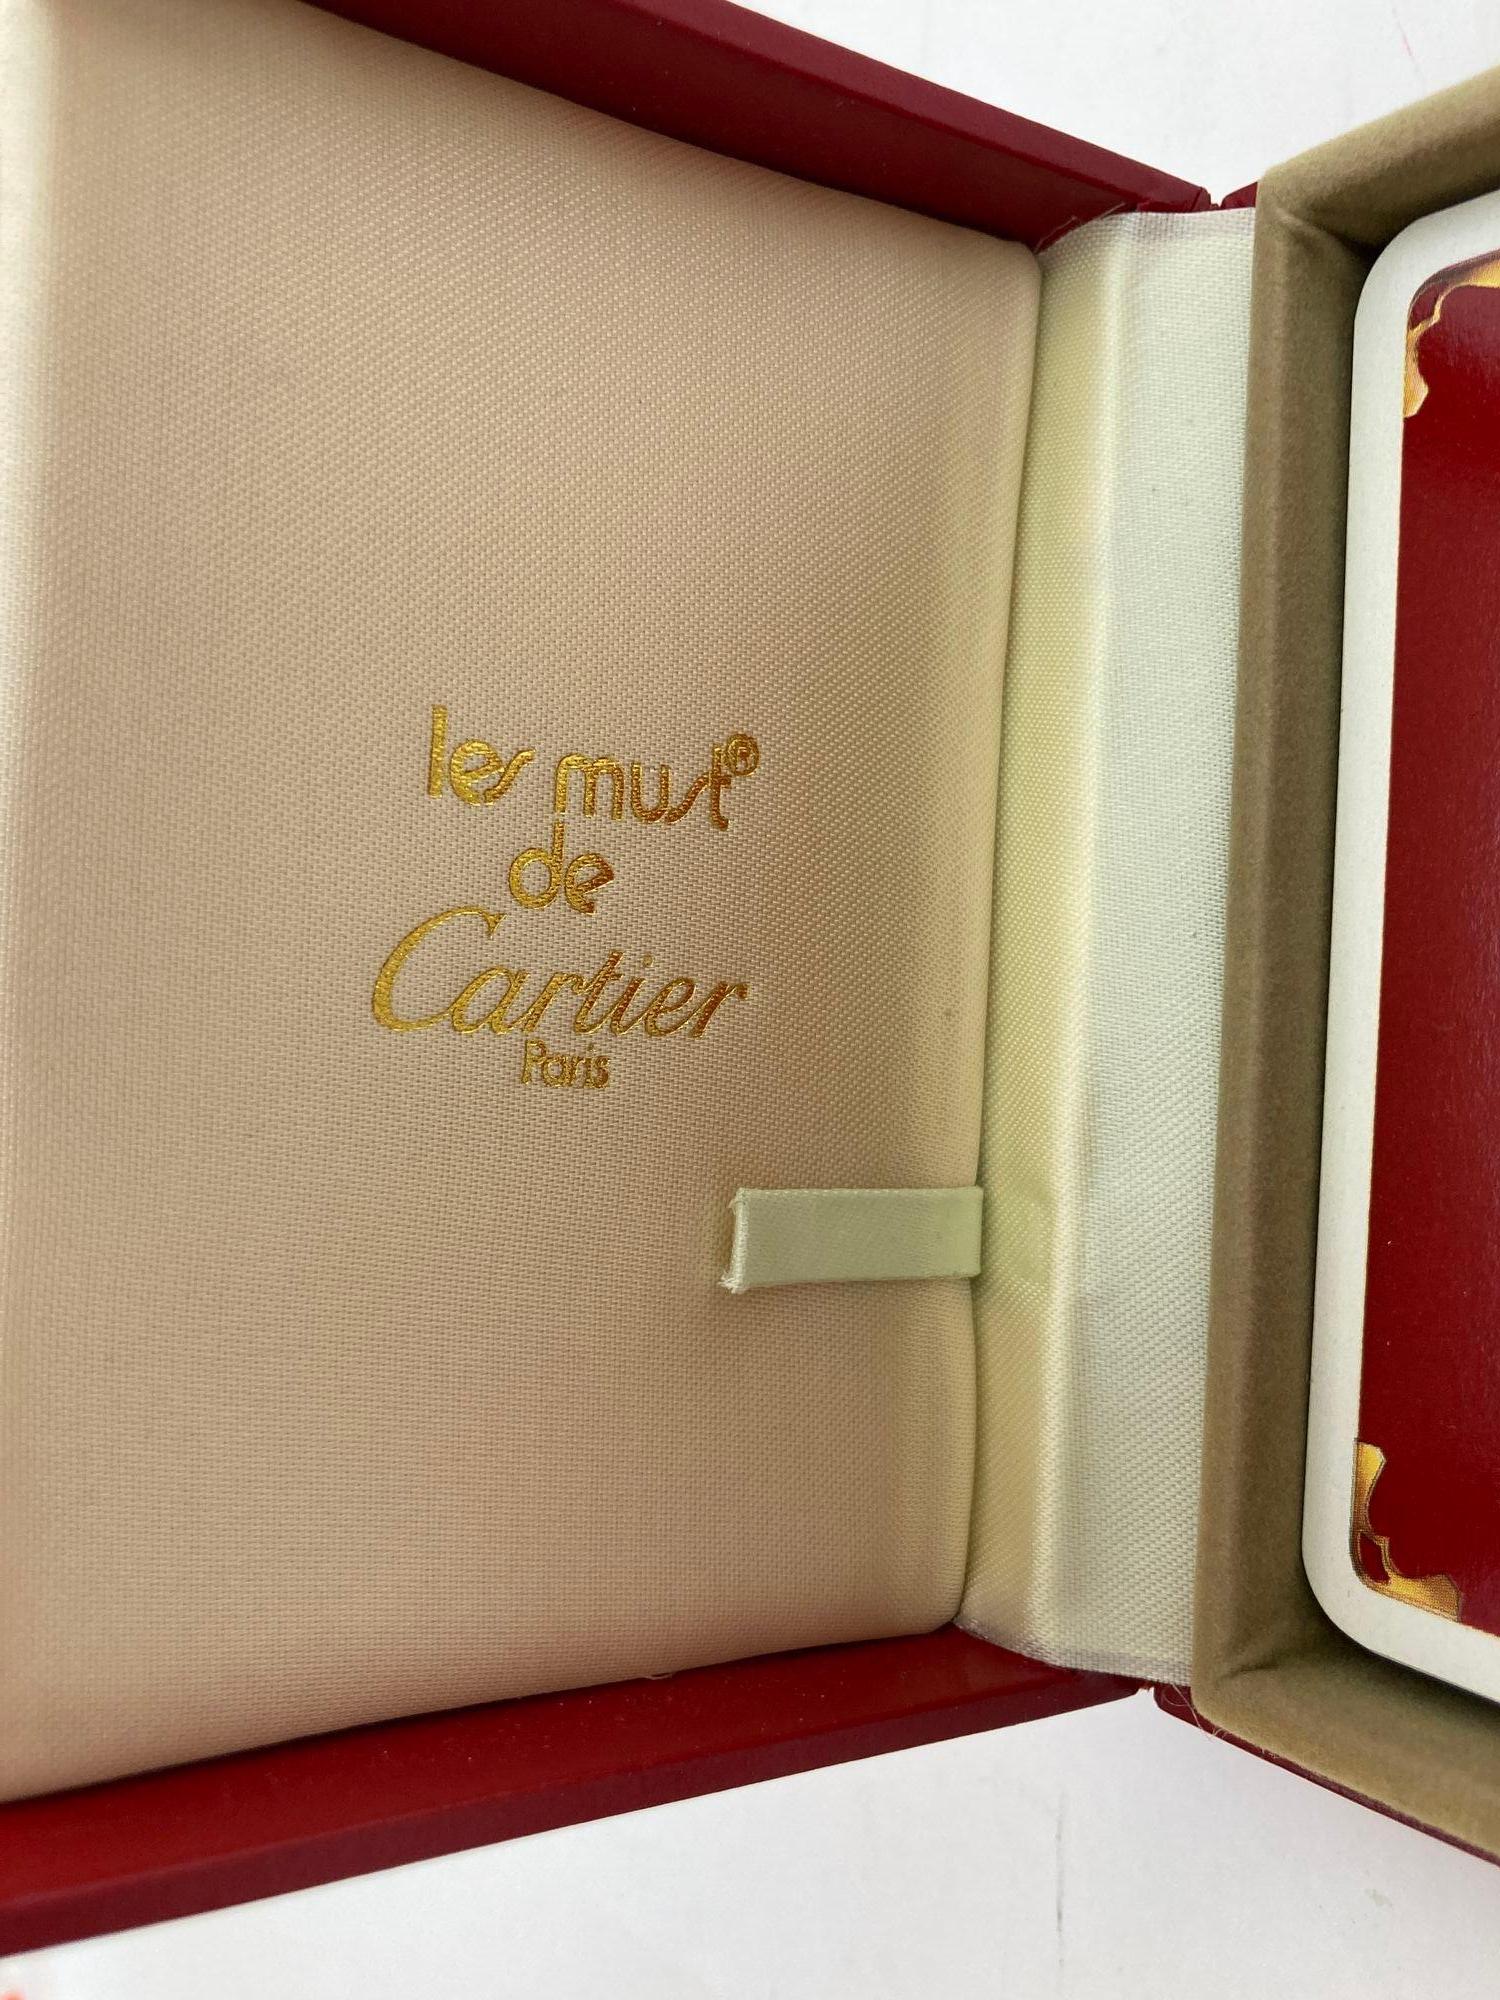 les must®
de
Cartier
Paris